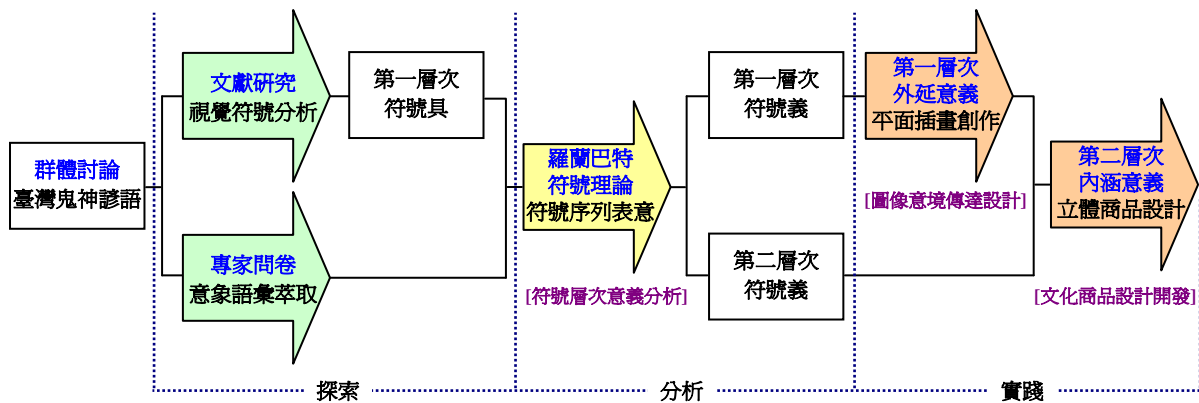 群體討論
臺灣鬼神諺語
文獻研究
視覺符號分析
第一層次
符號具
專家問卷
意象語彙萃取
羅蘭巴特
符號理論
符號序列表意
[符號層次意義分析]
第一層次
符號義
第二層次
符號義
第一層次
外延意義
平面插畫創作
[圖像意境傳達設計]
第二層次
內涵意義
立體商品設計
[文化商品設計開發]
探索
分析
實踐